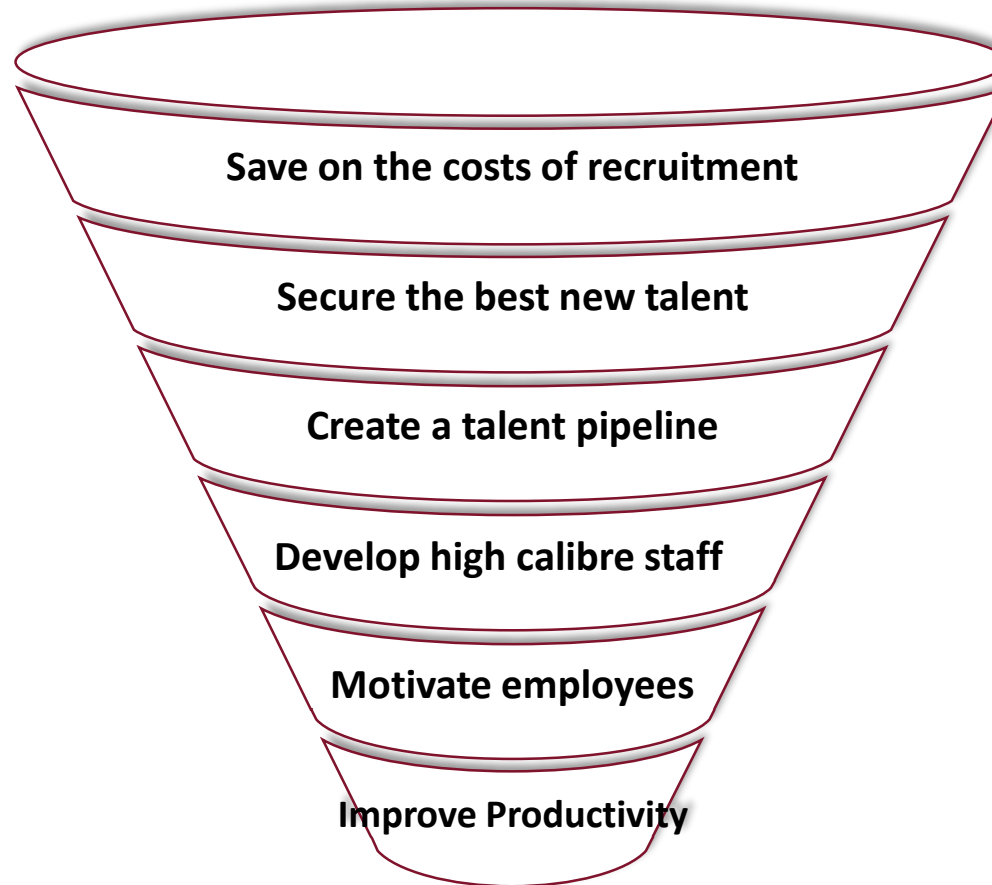 Save on the costs of recruitment
Secure the best new talent
Create a talent pipeline
Develop high calibre staff
Motivate employees
Improve Productivity